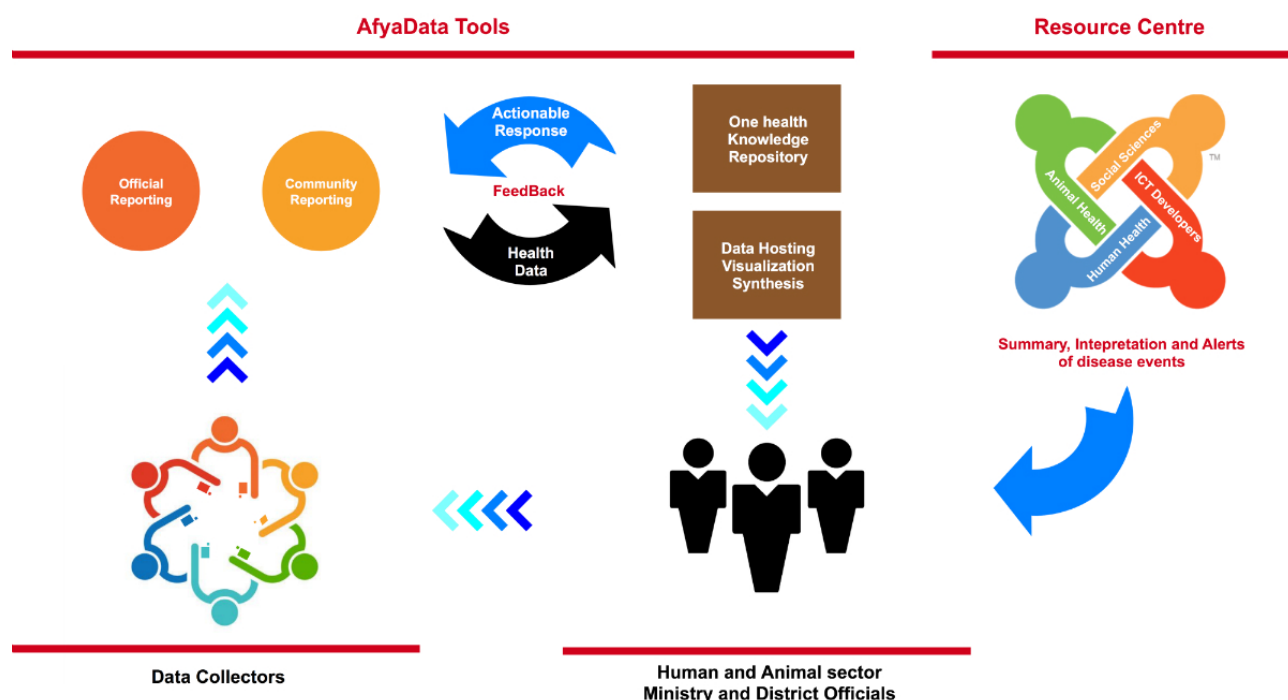 AfyaData Tools
Resource Centre
Official
Reporting
Community
Reporting
Actionable
Response
FeedBack
Health
Data
One health
Knowledge
Repository
Data Hosting
Visualization
Synthesis
Animal Health
Social Sciences
ICT Developers
Human Health
TM
Summary, Intepretation and Alerts
of disease events
Data Collectors
Human and Animal sector
Ministry and District Officials